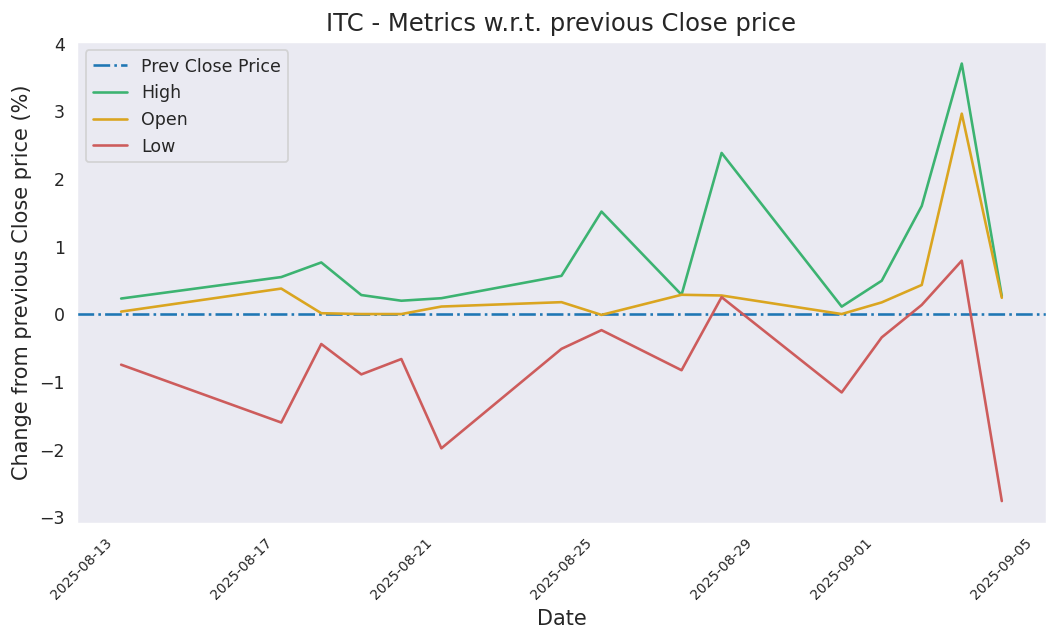 ITC - Metrics w.r.t. previous Close price
Change from previous Close price (%)
4
3
2
1
0
−1
−2
−3
Prev Close Price
High
Open
Low
2025-08-13
2025-08-17
2025-08-21
2025-08-25
2025-08-29
2025-09-01
2025-09-05
Date